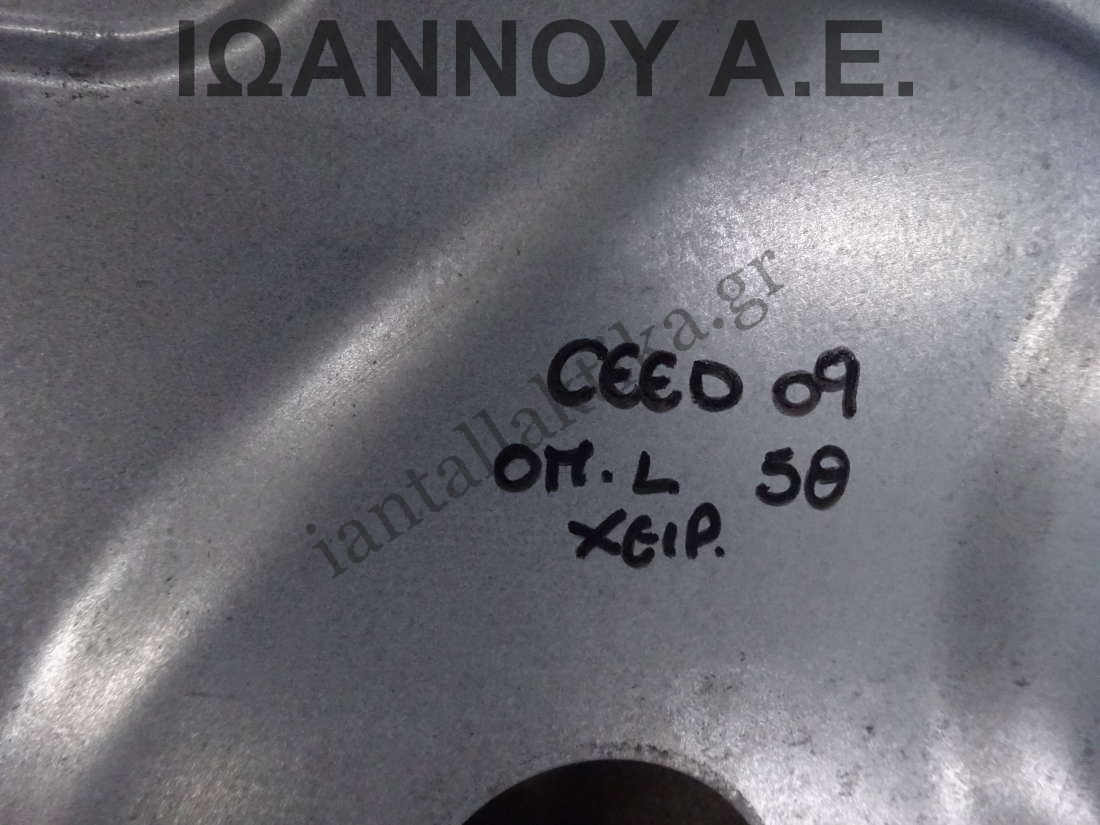 ΙΩΑΝΝΟΥ Α.Ε.
iantallaktika.gr
CEED 09
ΟΠ. L 5Θ
ΧΕΙΡ.